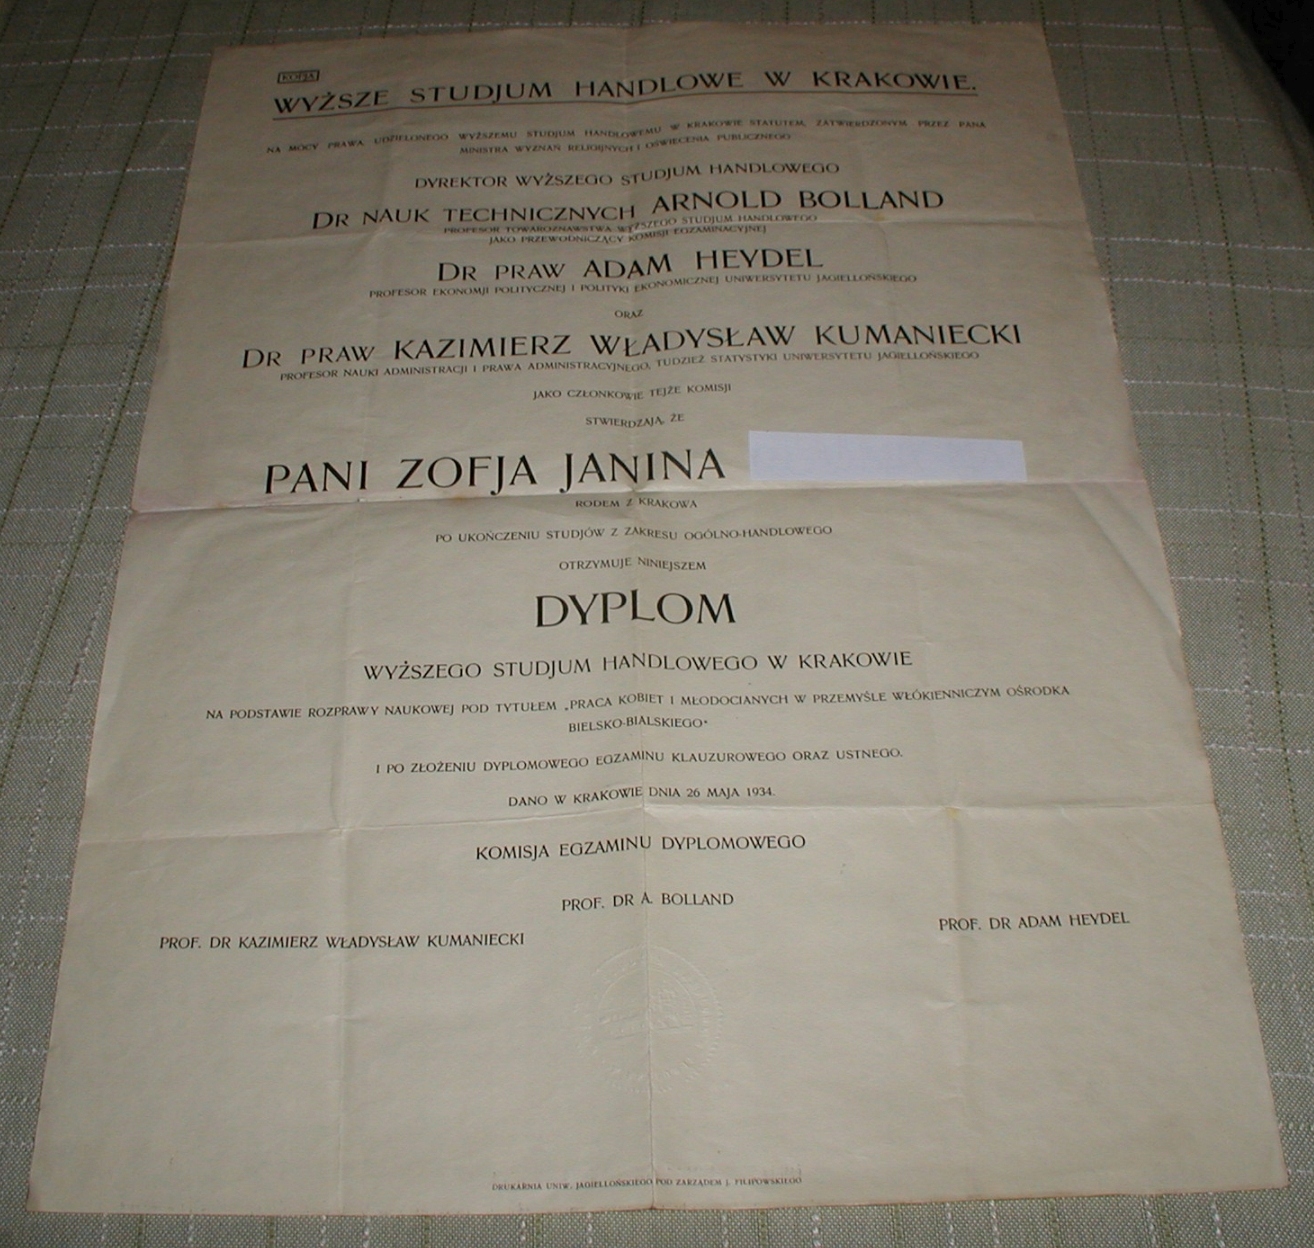 KOPJA
WYŻSZE STUDJUM HANDLOWE W KRAKOWIE.
NA MOCY PRAWA UDZIELONEGO WYŻSZEMU STUDJUM HANDLOWEMU W KRAKOWIE STATUTEM, ZATWIERDZONYM PRZEZ PANA
MINISTRA WYZNAŃ RELIGIJNYCH I OŚWIECENIA PUBLICZNEGO
DYREKTOR WYŻSZEGO STUDJUM HANDLOWEGO
DR NAUK TECHNICZNYCH ARNOLD BOLLAND
PROFESOR TOWAROZNAWSTWA WYŻSZEGO STUDJUM HANDLOWEGO
JAKO PRZEWODNICZĄCY KOMISJI EGZAMINACYJNEJ
DR PRAW ADAM HEYDEL
PROFESOR EKONOMJI POLITYCZNEJ I POLITYKI EKONOMICZNEJ UNIWERSYTETU JAGIELLOŃSKIEGO
ORAZ
DR PRAW KAZIMIERZ WŁADYSŁAW KUMANIECKI
PROFESOR NAUKI ADMINISTRACJI I PRAWA ADMINISTRACYJNEGO, TUDZIEŻ STATYSTYKI UNIWERSYTETU JAGIELLOŃSKIEGO
JAKO CZŁONKOWIE TEJŻE KOMISJI
STWIERDZAJĄ, ŻE
PANI ZOFJA JANINA
RODEM Z KRAKOWA
PO UKOŃCZENIU STUDJÓW Z ZAKRESU OGÓLNO-HANDLOWEGO
OTRZYMUJE NINIEJSZEM
DYPLOM
WYŻSZEGO STUDJUM HANDLOWEGO W KRAKOWIE
NA PODSTAWIE ROZPRAWY NAUKOWEJ POD TYTUŁEM „PRACA KOBIET I MŁODOCIANYCH W PRZEMYŚLE WŁÓKIENNICZYM OŚRODKA
BIELSKO-BIALSKIEGO"
I PO ZŁOŻENIU DYPLOMOWEGO EGZAMINU KLAUZUROWEGO ORAZ USTNEGO.
DANO W KRAKOWIE DNIA 26 MAJA 1934.
KOMISJA EGZAMINU DYPLOMOWEGO
PROF. DR A. BOLLAND
PROF. DR KAZIMIERZ WŁADYSŁAW KUMANIECKI
PROF. DR ADAM HEYDEL
DRUKARNIA UNIW. JAGIELLOŃSKIEGO POD ZARZĄDEM J. FILIPOWSKIEGO